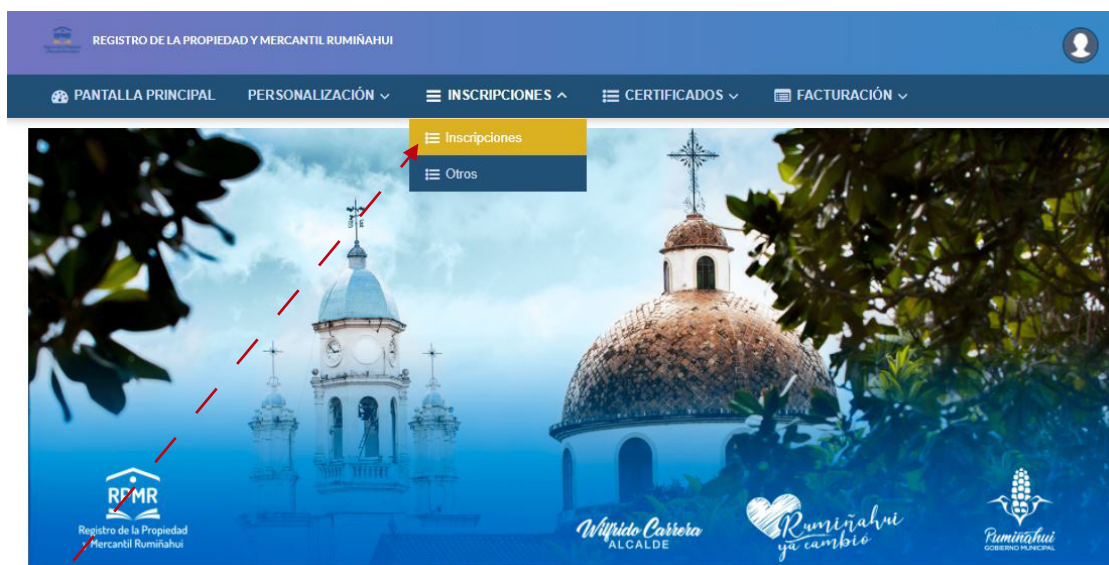 REGISTRO DE LA PROPIEDAD Y MERCANTIL RUMIÑAHUI
PANTALLA PRINCIPAL PERSONALIZACIÓN INSCRIPCIONES CERTIFICADOS FACTURACIÓN
Inscripciones
Otros
RPMR
Registro de la Propiedad
y Mercantil Rumiñahui
Wilfrido Carrera
ALCALDE
Rumiñahui
ya cambió
Rumiñahui
GOBIERNO MUNICIPAL